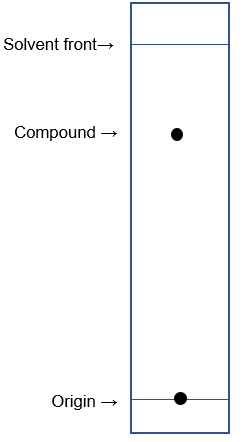 Solvent front→
Compound →
Origin →